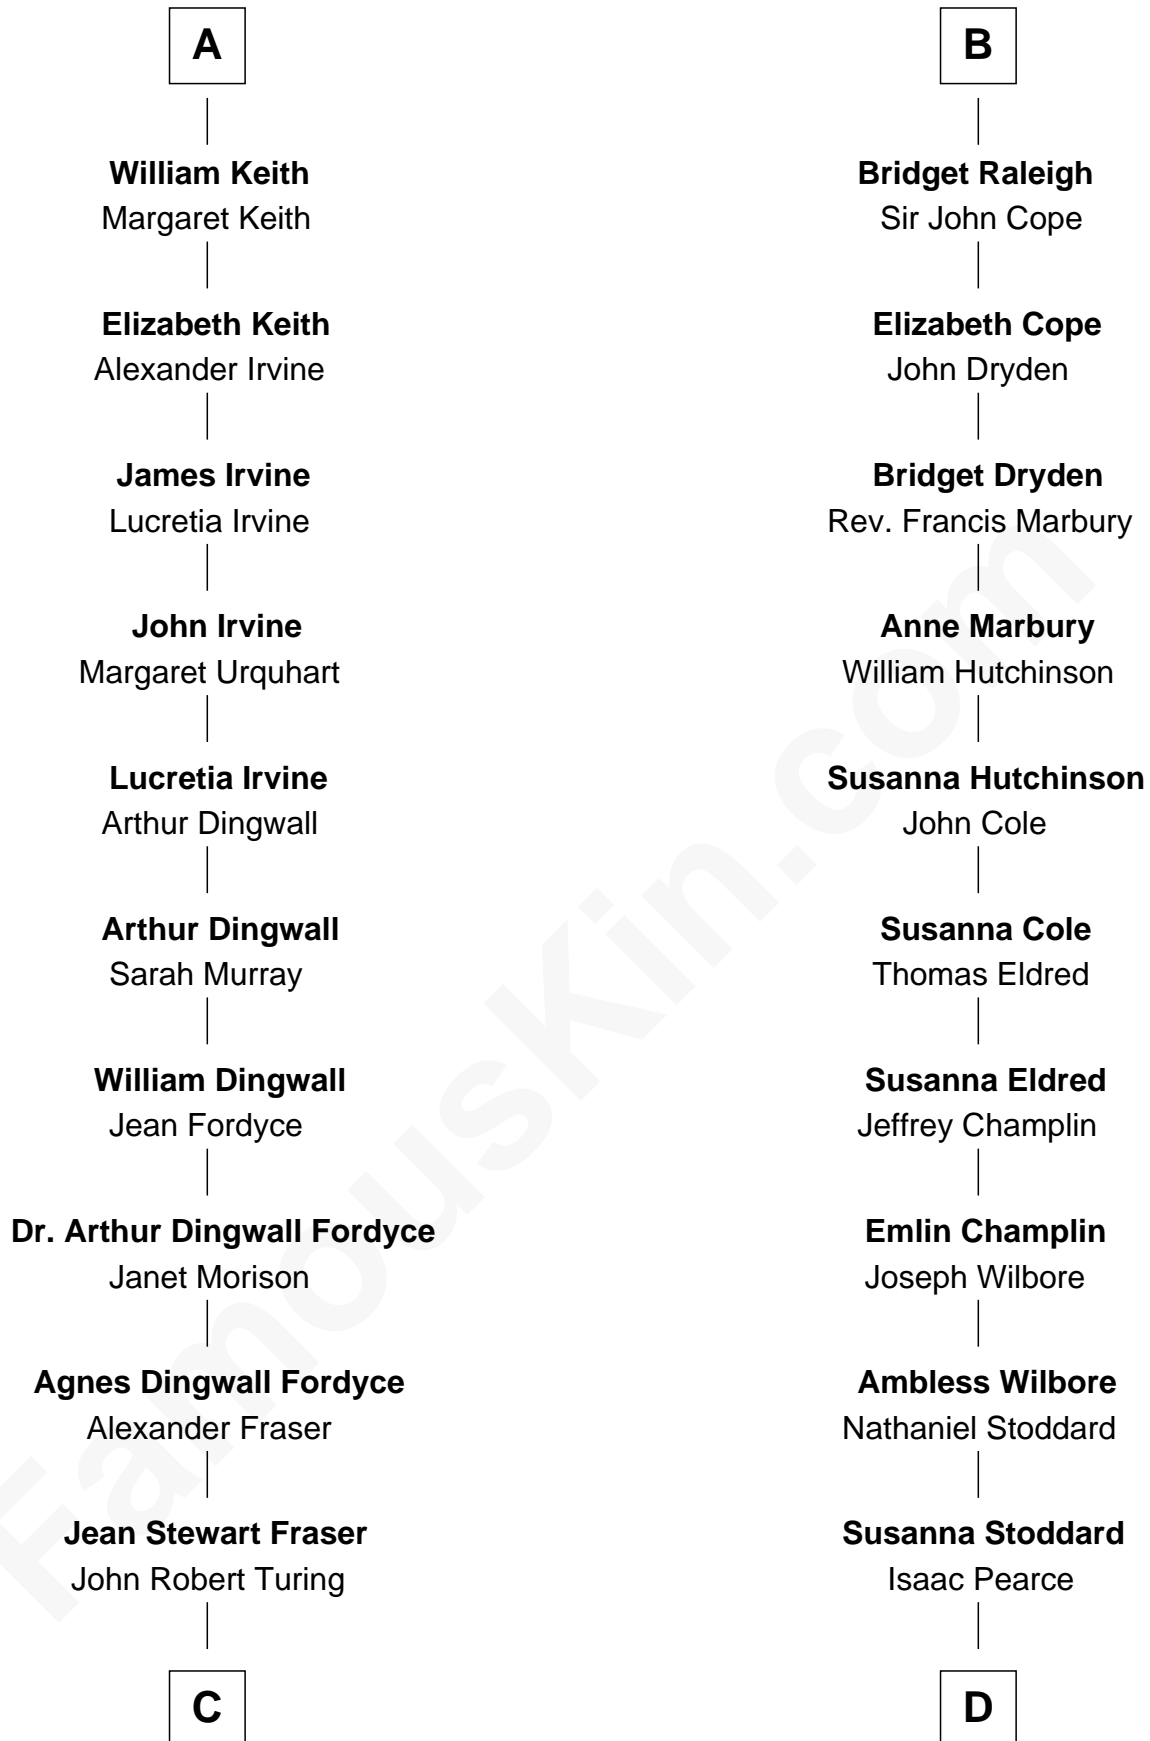 A
William Keith
Margaret Keith
Elizabeth Keith
Alexander Irvine
James Irvine
Lucretia Irvine
John Irvine
Margaret Urquhart
Lucretia Irvine
Arthur Dingwall
Arthur Dingwall
Sarah Murray
William Dingwall
Jean Fordyce
Dr. Arthur Dingwall Fordyce
Janet Morison
Agnes Dingwall Fordyce
Alexander Fraser
Jean Stewart Fraser
John Robert Turing
C
B
Bridget Raleigh
Sir John Cope
Elizabeth Cope
John Dryden
Bridget Dryden
Rev. Francis Marbury
Anne Marbury
William Hutchinson
Susanna Hutchinson
John Cole
Susanna Cole
Thomas Eldred
Susanna Eldred
Jeffrey Champlin
Emlin Champlin
Joseph Wilbore
Ambless Wilbore
Nathaniel Stoddard
Susanna Stoddard
Isaac Pearce
D
FamousKin.com